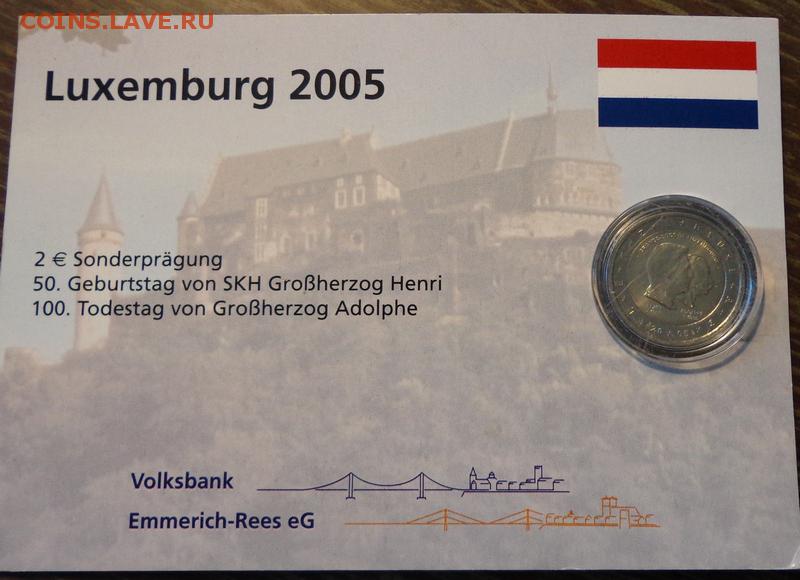 COINS.LAVE.RU
Luxemburg 2005
2 € Sonderprägung
50. Geburtstag von SKH Großherzog Henri
100. Todestag von Großherzog Adolphe
Volksbank
Emmerich-Rees eG